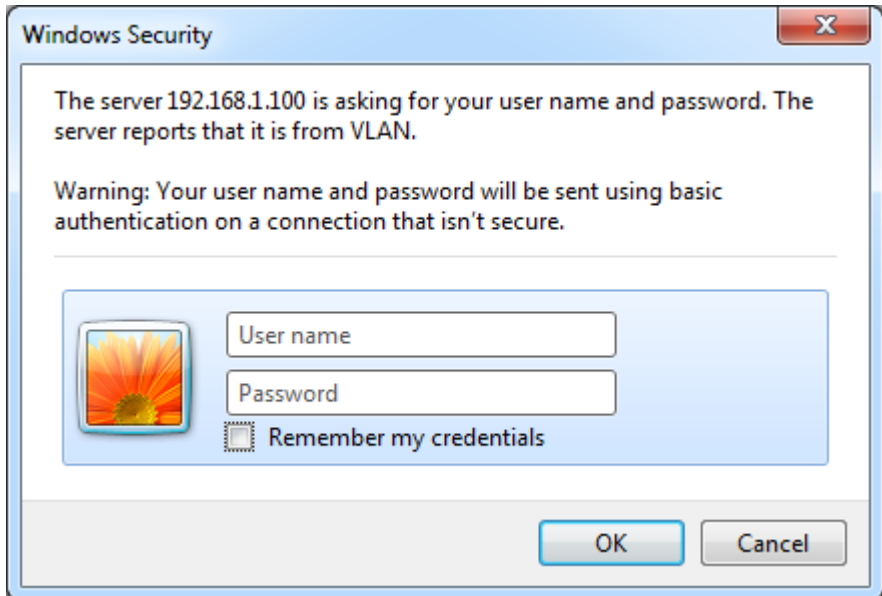 Windows Security
The server 192.168.1.100 is asking for your user name and password. The
server reports that it is from VLAN.
Warning: Your user name and password will be sent using basic
authentication on a connection that isn't secure.
User name
Password
Remember my credentials
OK
Cancel